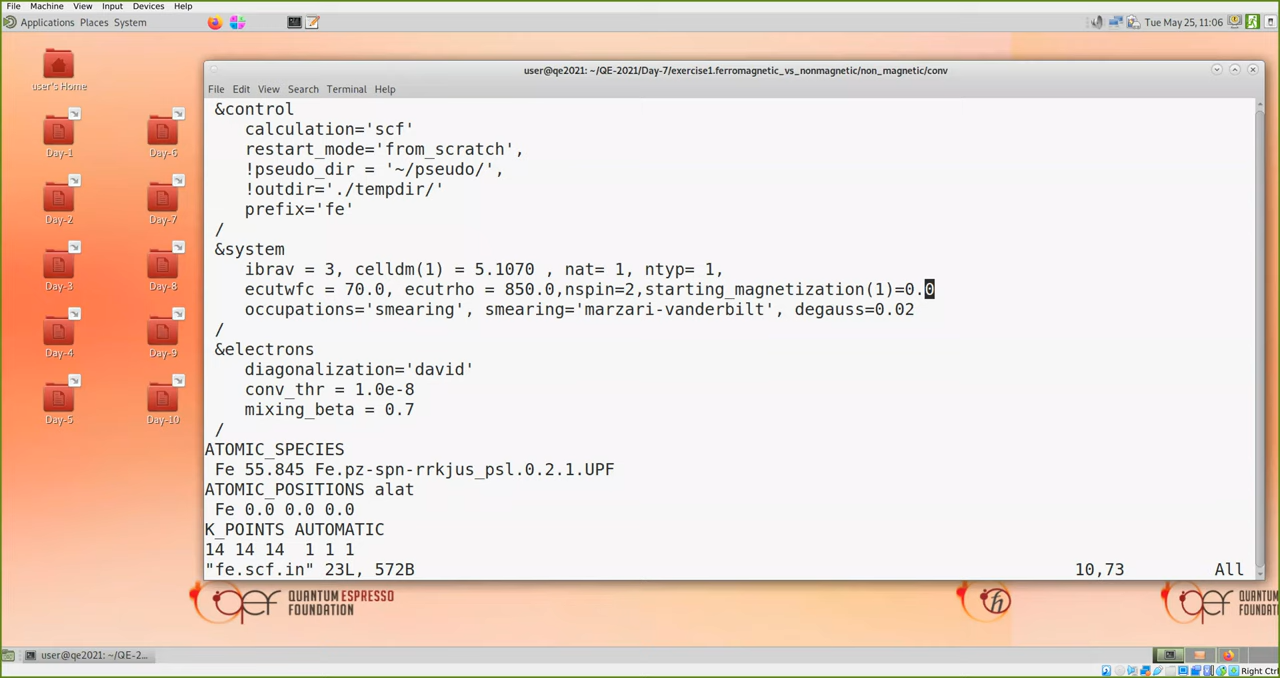 File Machine View Input Devices Help
Applications Places System
Tue May 25, 11:06
user's Home
Day-1
Day-6
Day-2
Day-7
Day-3
Day-8
Day-4
Day-9
Day-5
Day-10
user@qe2021: ~/QE-2021/Day-7/exercise1.ferromagnetic_vs_nonmagnetic/non_magnetic/conv
File Edit View Search Terminal Help
&control
calculation='scf'
restart_mode='from_scratch',
!pseudo_dir = '~/pseudo/',
!outdir='./tempdir/'
prefix='fe'
/
&system
ibrav = 3, celldm(1) = 5.1070 , nat= 1, ntyp= 1,
ecutwfc = 70.0, ecutrho = 850.0,nspin=2,starting_magnetization(1)=0.0
occupations='smearing', smearing='marzari-vanderbilt', degauss=0.02
/
&electrons
diagonalization='david'
conv_thr = 1.0e-8
mixing_beta = 0.7
/
ATOMIC_SPECIES
Fe 55.845 Fe.pz-spn-rrkjus_psl.0.2.1.UPF
ATOMIC_POSITIONS alat
Fe 0.0 0.0 0.0
K_POINTS AUTOMATIC
14 14 14 1 1 1
"fe.scf.in" 23L, 572B 10,73 All
QUANTUM ESPRESSO
FOUNDATION
ħ
QUANTUM
FOUNDA
user@qe2021: ~/QE-2...
Right Ctrl